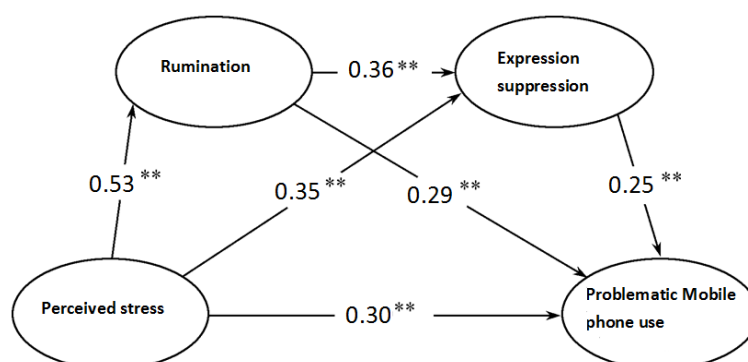 Rumination
0.36**
Expression
suppression
0.53**
0.35**
0.29**
0.25**
Perceived stress
0.30**
Problematic Mobile
phone use